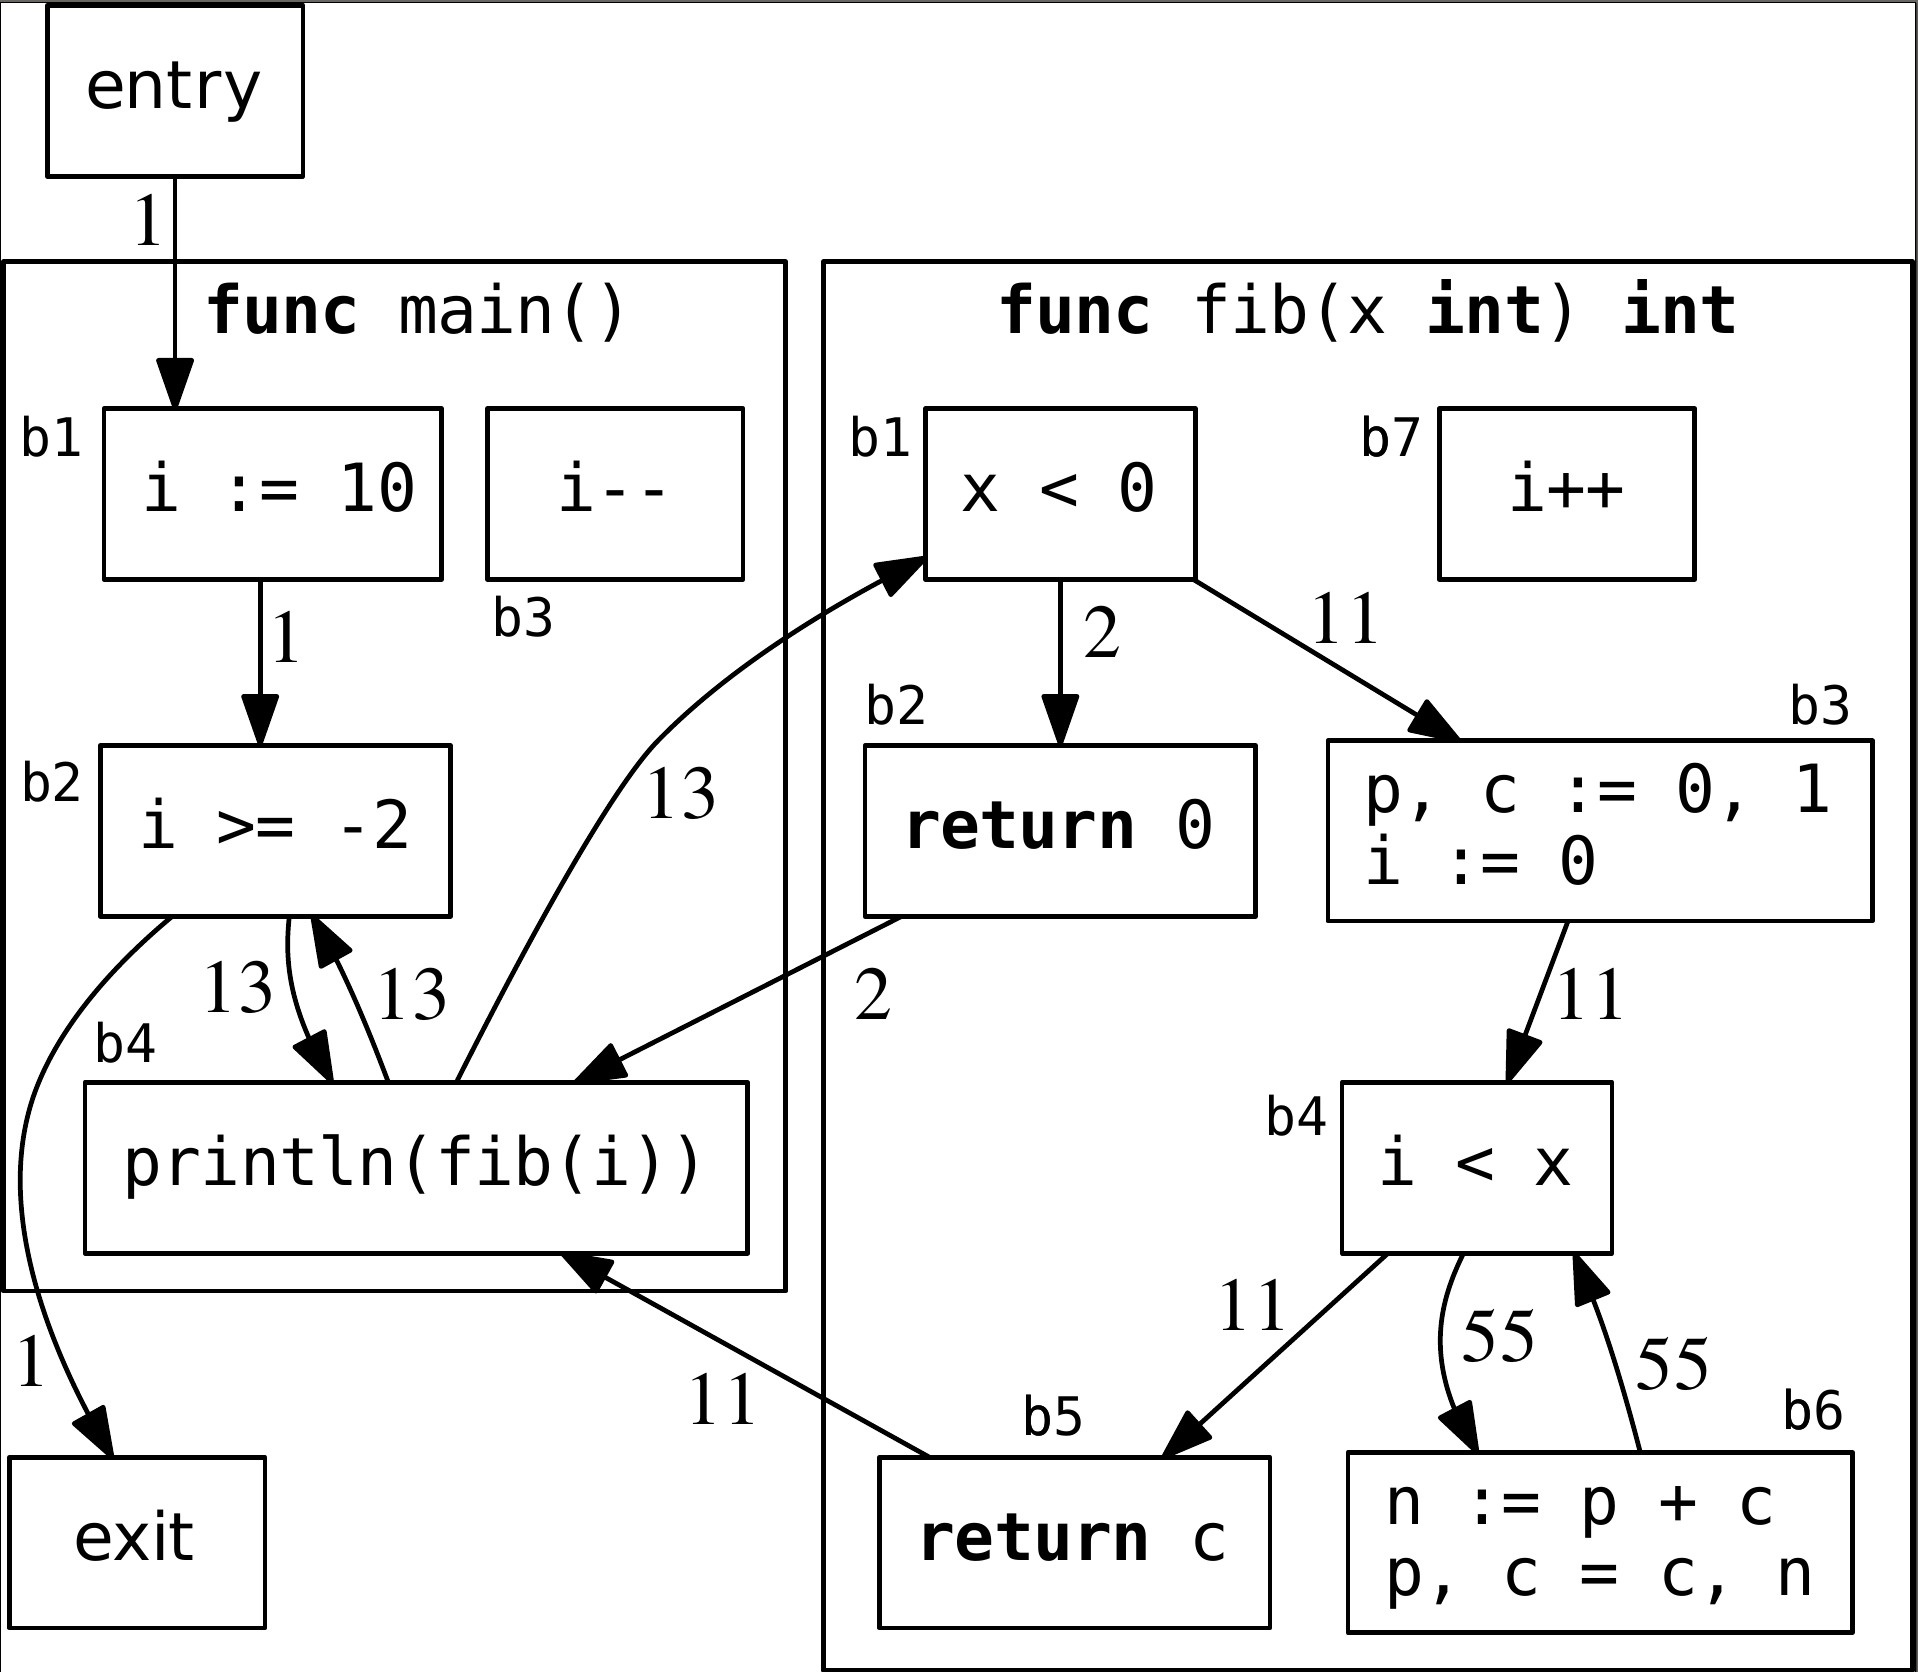 entry
1
func main()
b1
i := 10
i--
b3
1
b2
i >= -2
13
13
13
b4
println(fib(i))
1
exit
func fib(x int) int
b1
x < 0
b7
i++
2
11
b2
return 0
b3
p, c := 0, 1
i := 0
2
11
b4
i < x
11
55
55
11
b5
return c
b6
n := p + c
p, c = c, n